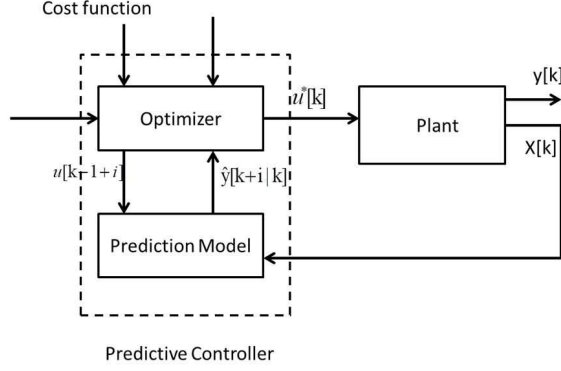 Cost function
Optimizer
u*[k]
Plant
y[k]
X[k]
u[k-1+i]
ŷ[k+i|k]
Prediction Model
Predictive Controller